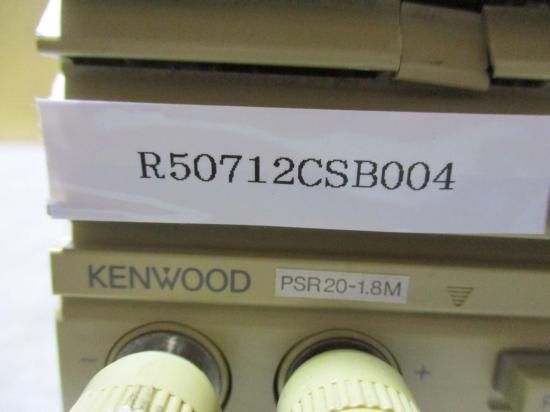 R50712CSB004
KENWOOD PSR20-1.8M
- +